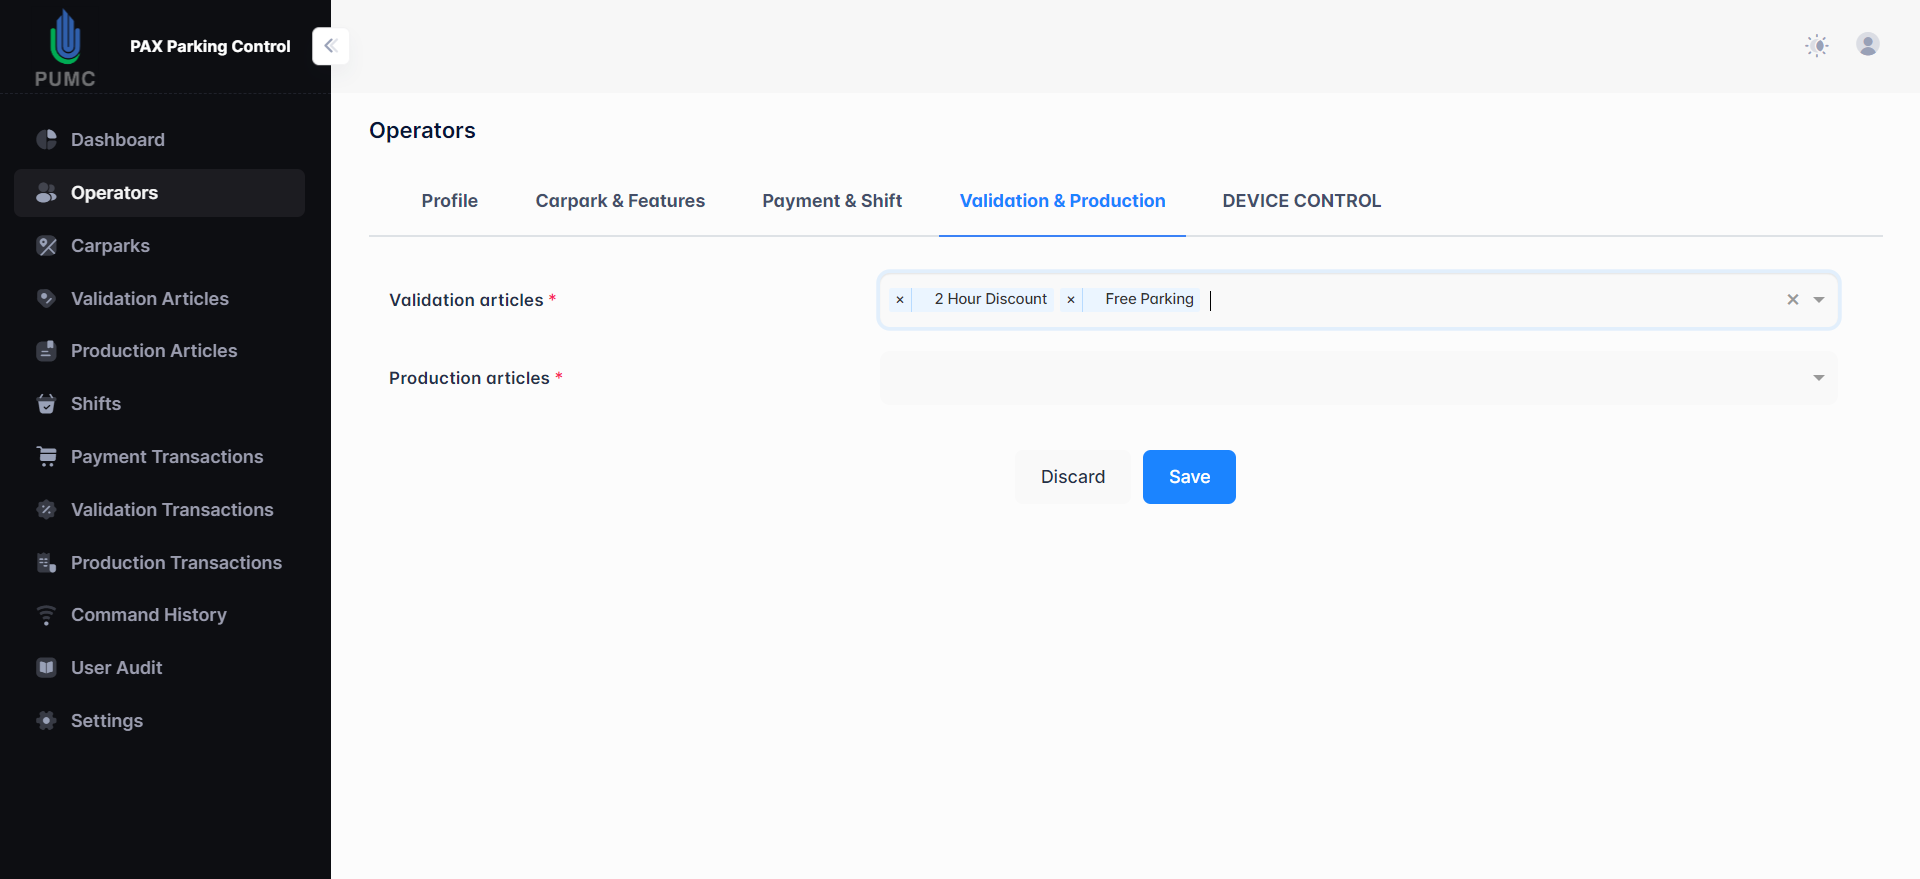 PUMC
PAX Parking Control
Dashboard
Operators
Carparks
Validation Articles
Production Articles
Shifts
Payment Transactions
Validation Transactions
Production Transactions
Command History
User Audit
Settings
Operators
Profile Carpark & Features Payment & Shift Validation & Production DEVICE CONTROL
Validation articles * × 2 Hour Discount × Free Parking ×
Production articles *
Discard Save